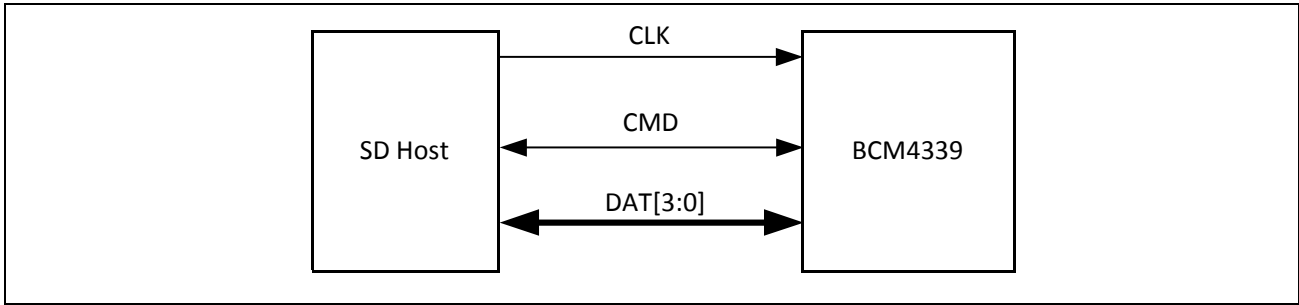 CLK
CMD
SD Host
BCM4339
DAT[3:0]